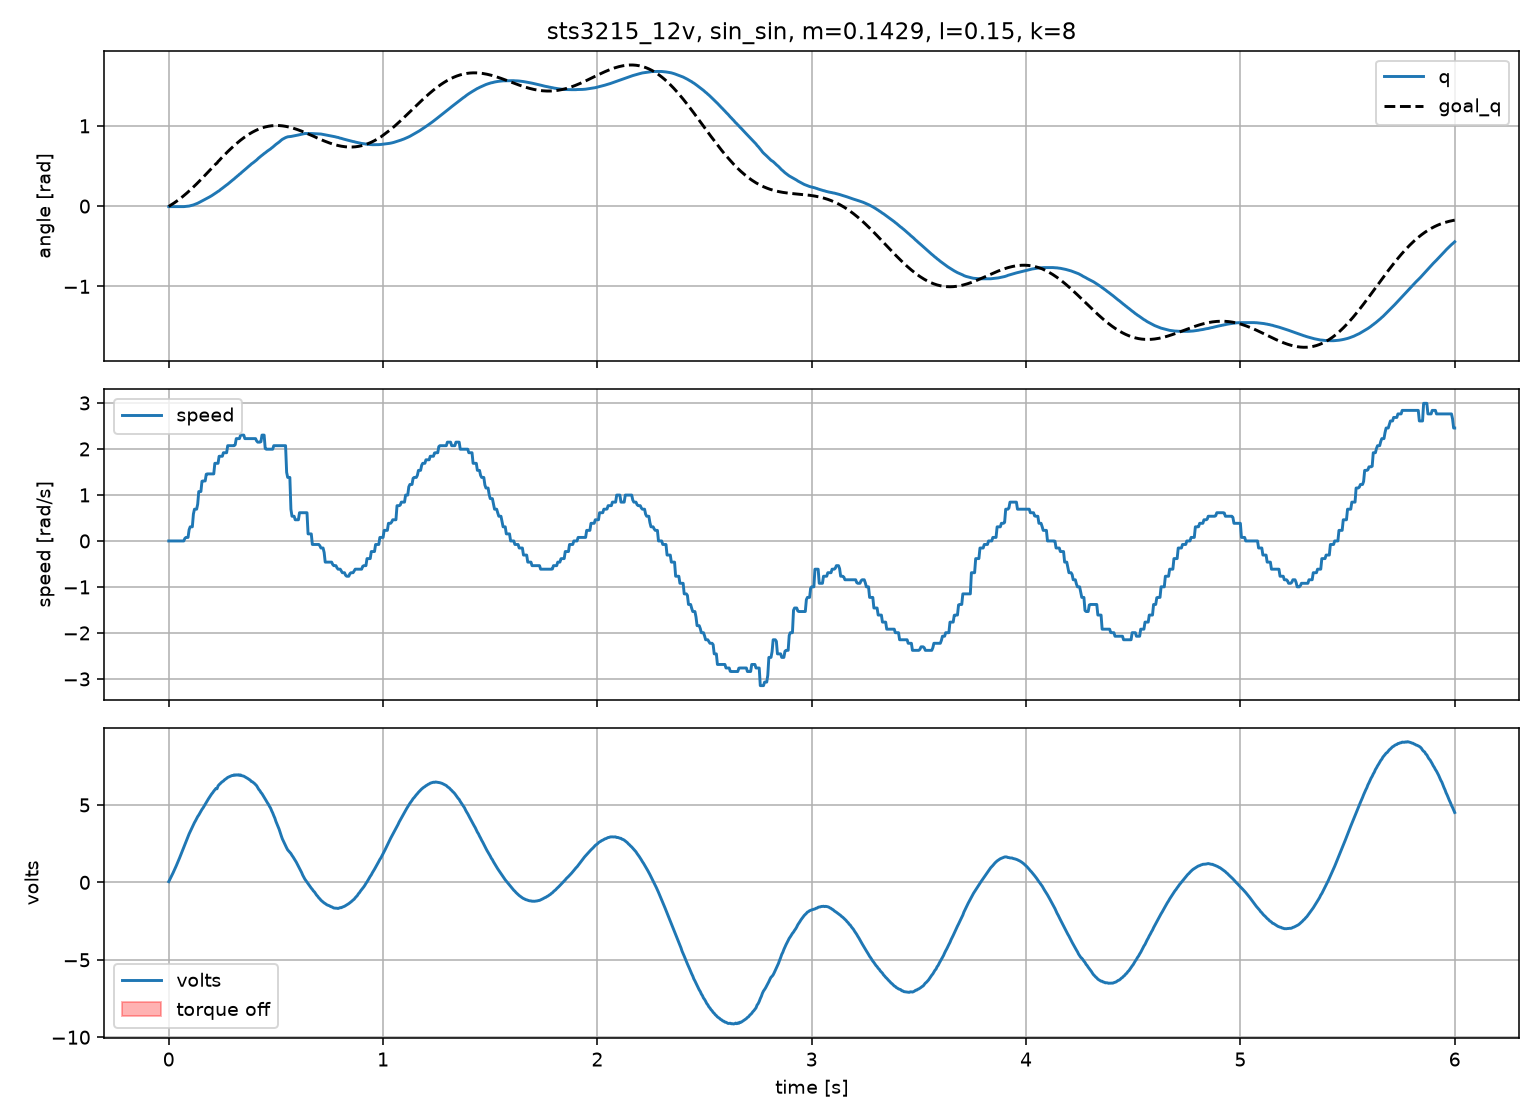 sts3215_12v, sin_sin, m=0.1429, l=0.15, k=8
angle [rad]
1
0
−1
q
goal_q
speed [rad/s]
3
2
1
0
−1
−2
−3
speed
volts
5
0
−5
−10
volts
torque off
0 1 2 3 4 5 6
time [s]